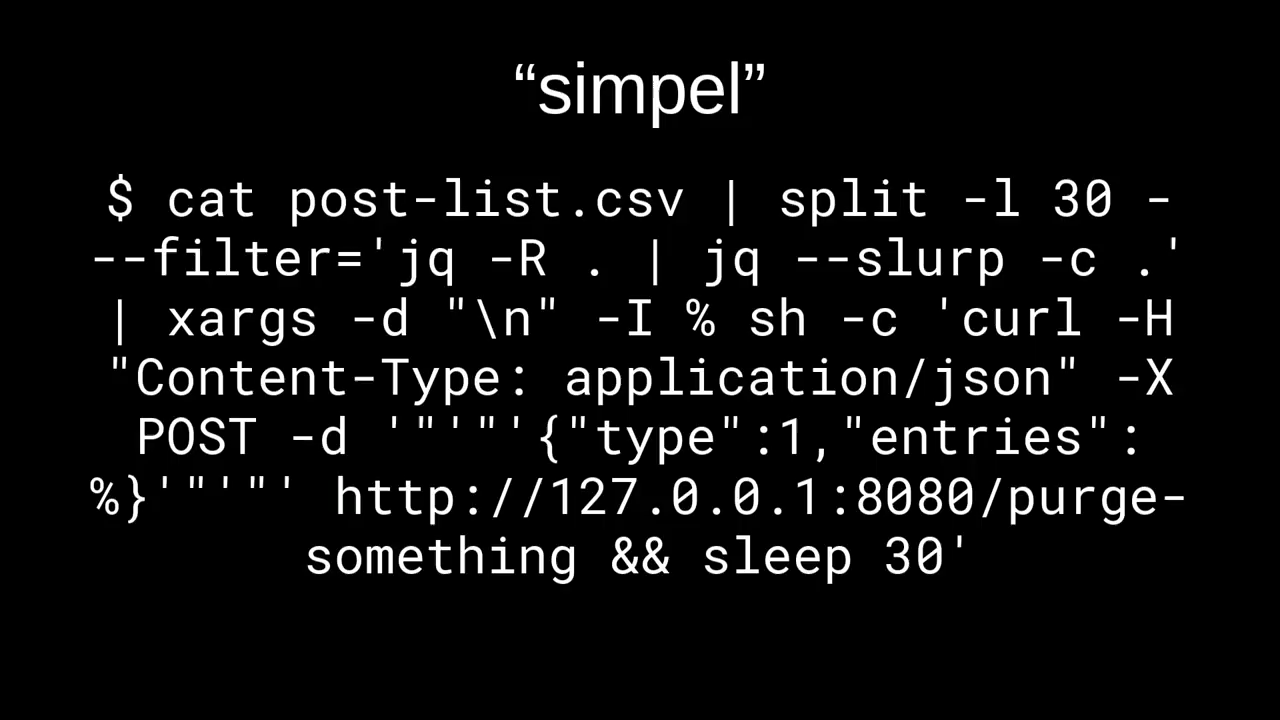 “simpel”
$ cat post-list.csv | split -l 30 -
--filter='jq -R . | jq --slurp -c .'
| xargs -d "\n" -I % sh -c 'curl -H
"Content-Type: application/json" -X
POST -d '"'"'{"type":1,"entries":
%}'"'"' http://127.0.0.1:8080/purge-
something && sleep 30'